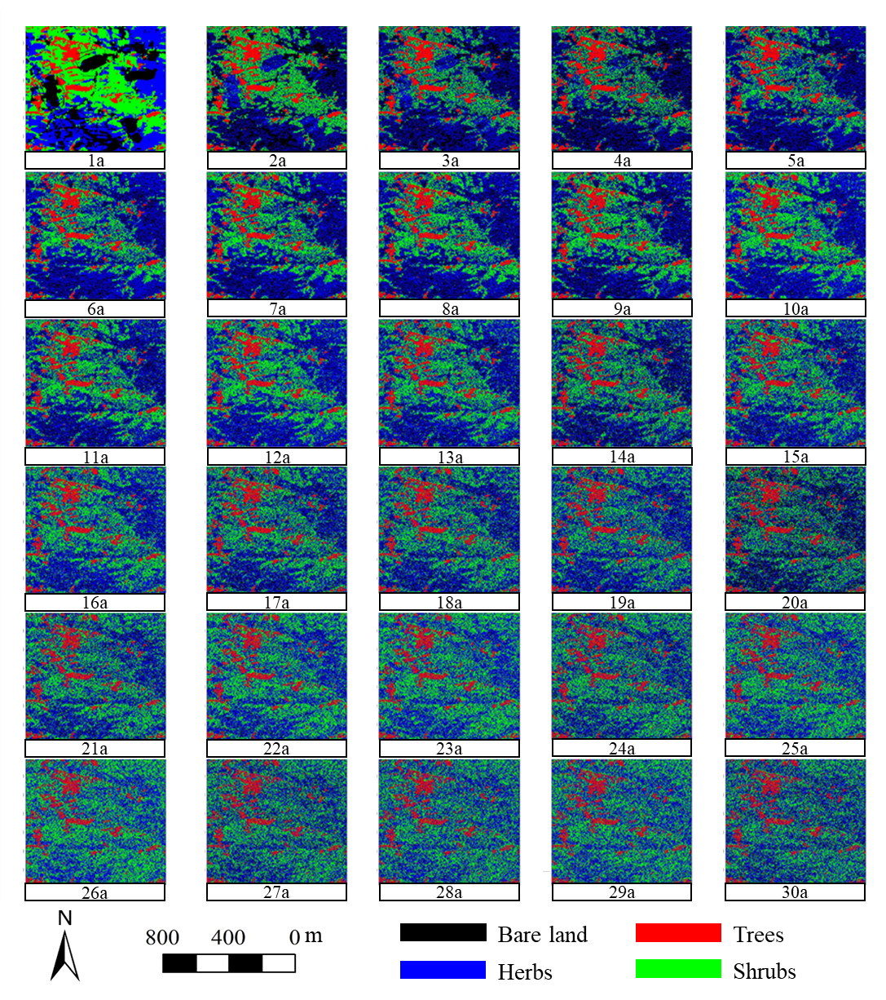 1a 2a 3a 4a 5a
6a 7a 8a 9a 10a
11a 12a 13a 14a 15a
16a 17a 18a 19a 20a
21a 22a 23a 24a 25a
26a 27a 28a 29a 30a
N
800 400 0 m
Bare land Trees
Herbs Shrubs